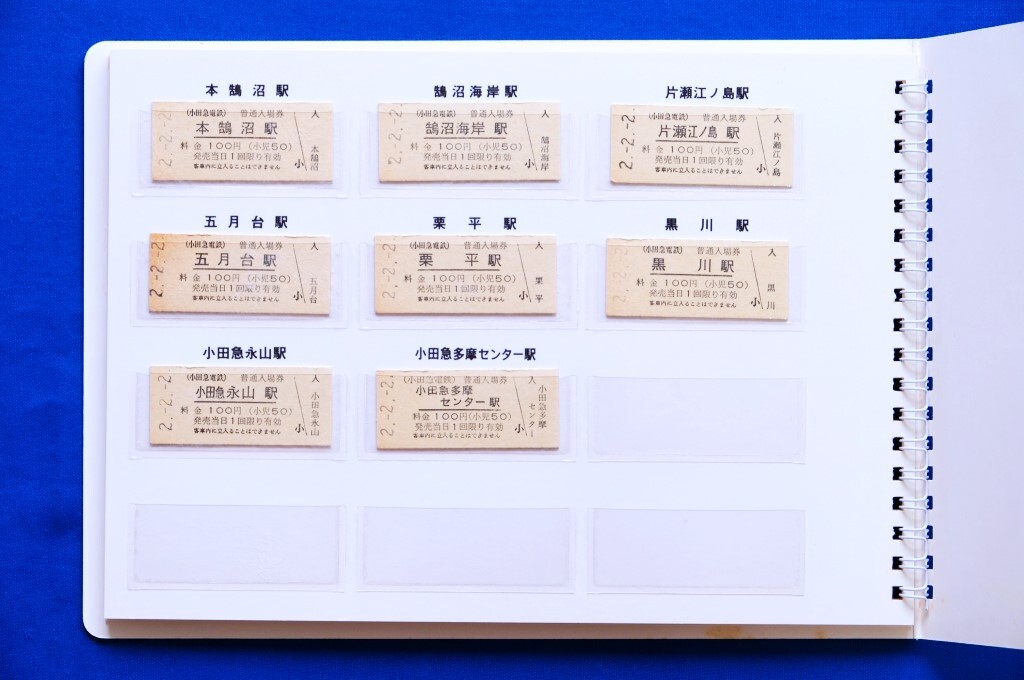 本鵠沼駅
2.-2.-2
(小田急電鉄) 普通入場券
本鵠沼駅
料金 100円 (小児50)
発売当日1回限り有効
客車内に立入ることはできません
入
小
本鵠沼
鵠沼海岸駅
2.-2.-2
(小田急電鉄) 普通入場券
鵠沼海岸駅
料金 100円 (小児50)
発売当日1回限り有効
客車内に立入ることはできません
入
小
鵠沼海岸
片瀬江ノ島駅
2.-2.-2
(小田急電鉄) 普通入場券
片瀬江ノ島駅
料金 100円 (小児50)
発売当日1回限り有効
客車内に立入ることはできません
入
小
片瀬江ノ島
五月台駅
2.-2.-2
(小田急電鉄) 普通入場券
五月台駅
料金 100円 (小児50)
発売当日1回限り有効
客車内に立入ることはできません
入
小
五月台
栗平駅
2.-2.-2
(小田急電鉄) 普通入場券
栗平駅
料金 100円 (小児50)
発売当日1回限り有効
客車内に立入ることはできません
入
小
栗平
黒川駅
2.-2.-2
(小田急電鉄) 普通入場券
黒川駅
料金 100円 (小児50)
発売当日1回限り有効
客車内に立入ることはできません
入
小
黒川
小田急永山駅
2.-2.-2
(小田急電鉄) 普通入場券
小田急永山駅
料金 100円 (小児50)
発売当日1回限り有効
客車内に立入ることはできません
入
小
小田急永山
小田急多摩センター駅
2.-2.-2
(小田急電鉄) 普通入場券
小田急多摩
センター駅
料金 100円 (小児50)
発売当日1回限り有効
客車内に立入ることはできません
入
小
小田急多摩
センター